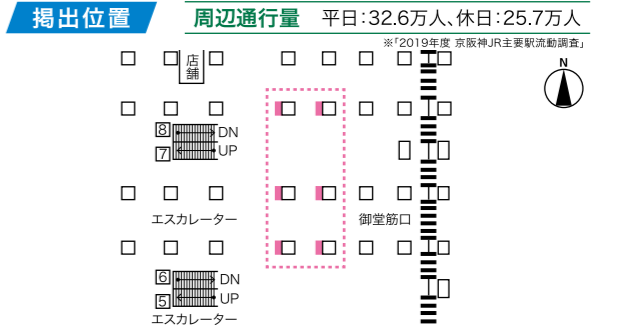 掲出位置
周辺通行量 平日:32.6万人、休日:25.7万人
※「2019年度 京阪神JR主要駅流動調査」
店舗
N
8 DN
7 UP
エスカレーター
御堂筋口
6 DN
5 UP
エスカレーター